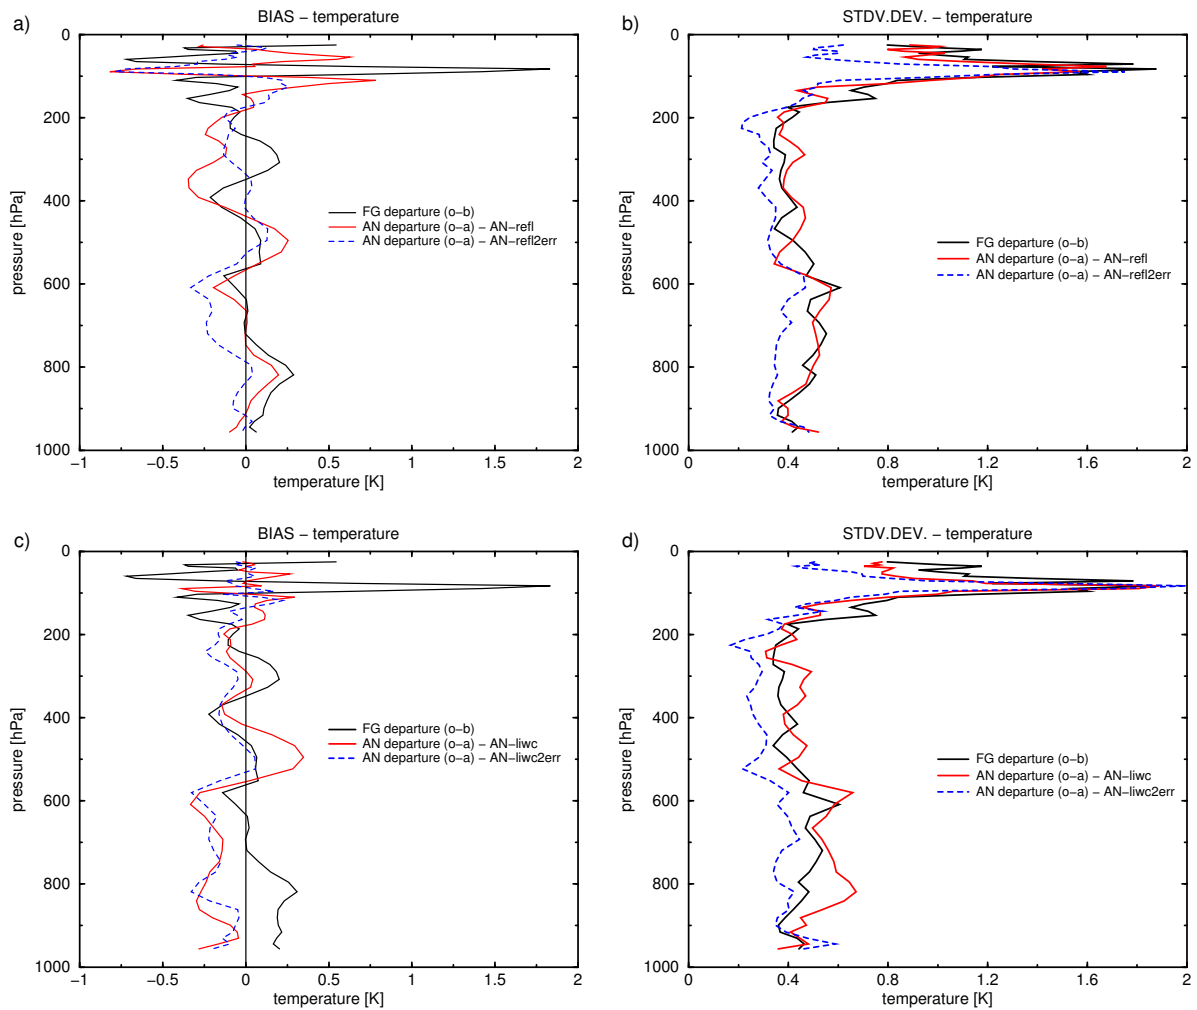 a)
BIAS − temperature
0
200
400
600
800
1000
pressure [hPa]
FG departure (o−b)
AN departure (o−a) − AN−refl
AN departure (o−a) − AN−refl2err
−1
−0.5
0
0.5
1
1.5
2
temperature [K]
b)
STDV.DEV. − temperature
0
200
400
600
800
1000
pressure [hPa]
FG departure (o−b)
AN departure (o−a) − AN−refl
AN departure (o−a) − AN−refl2err
0
0.4
0.8
1.2
1.6
2
temperature [K]
c)
BIAS − temperature
0
200
400
600
800
1000
pressure [hPa]
FG departure (o−b)
AN departure (o−a) − AN−liwc
AN departure (o−a) − AN−liwc2err
−1
−0.5
0
0.5
1
1.5
2
temperature [K]
d)
STDV.DEV. − temperature
0
200
400
600
800
1000
pressure [hPa]
FG departure (o−b)
AN departure (o−a) − AN−liwc
AN departure (o−a) − AN−liwc2err
0
0.4
0.8
1.2
1.6
2
temperature [K]